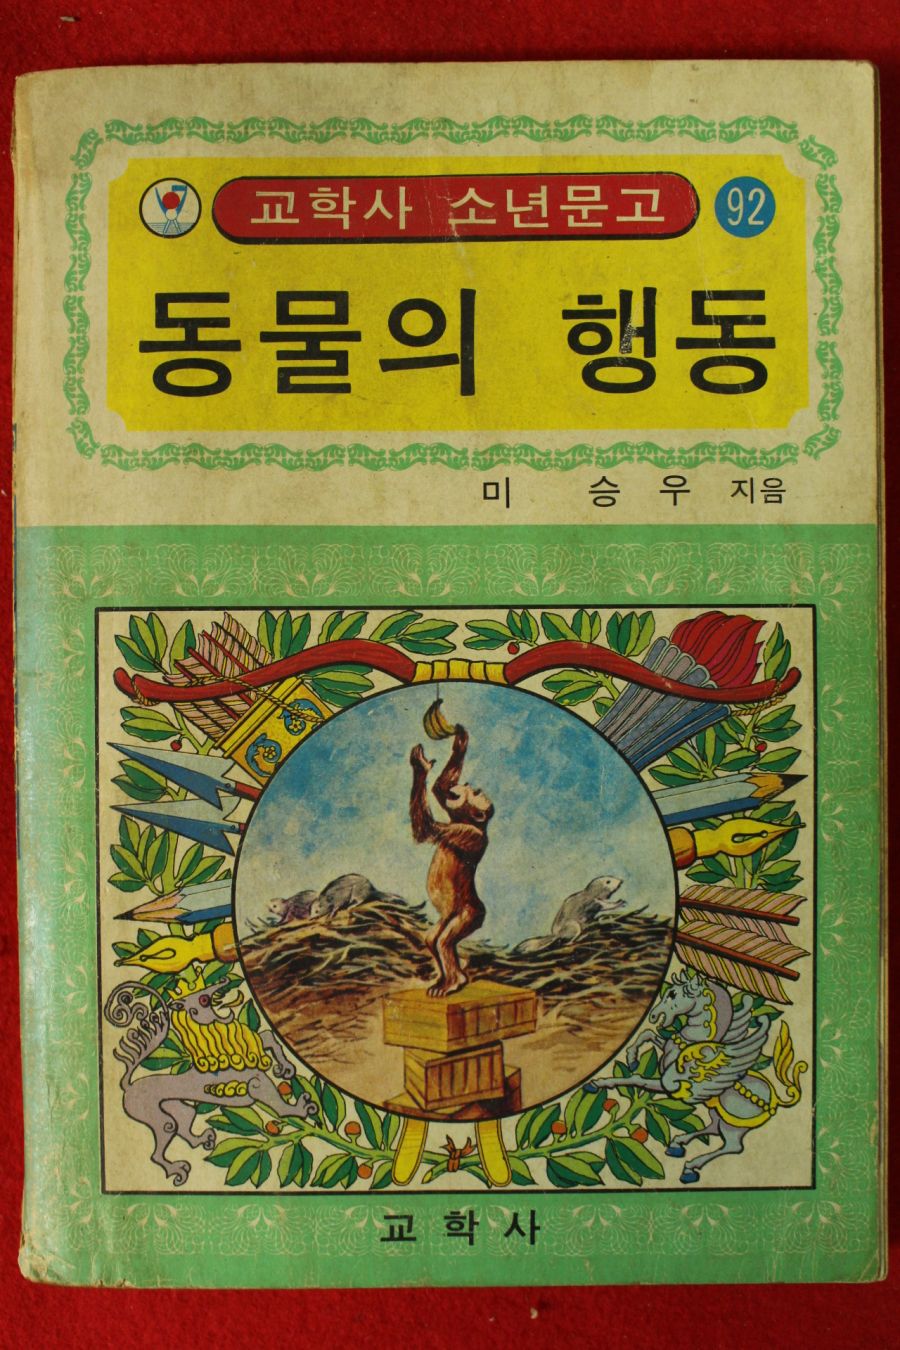 교학사 소년문고 92
동물의 행동
미 승우 지음
교학사